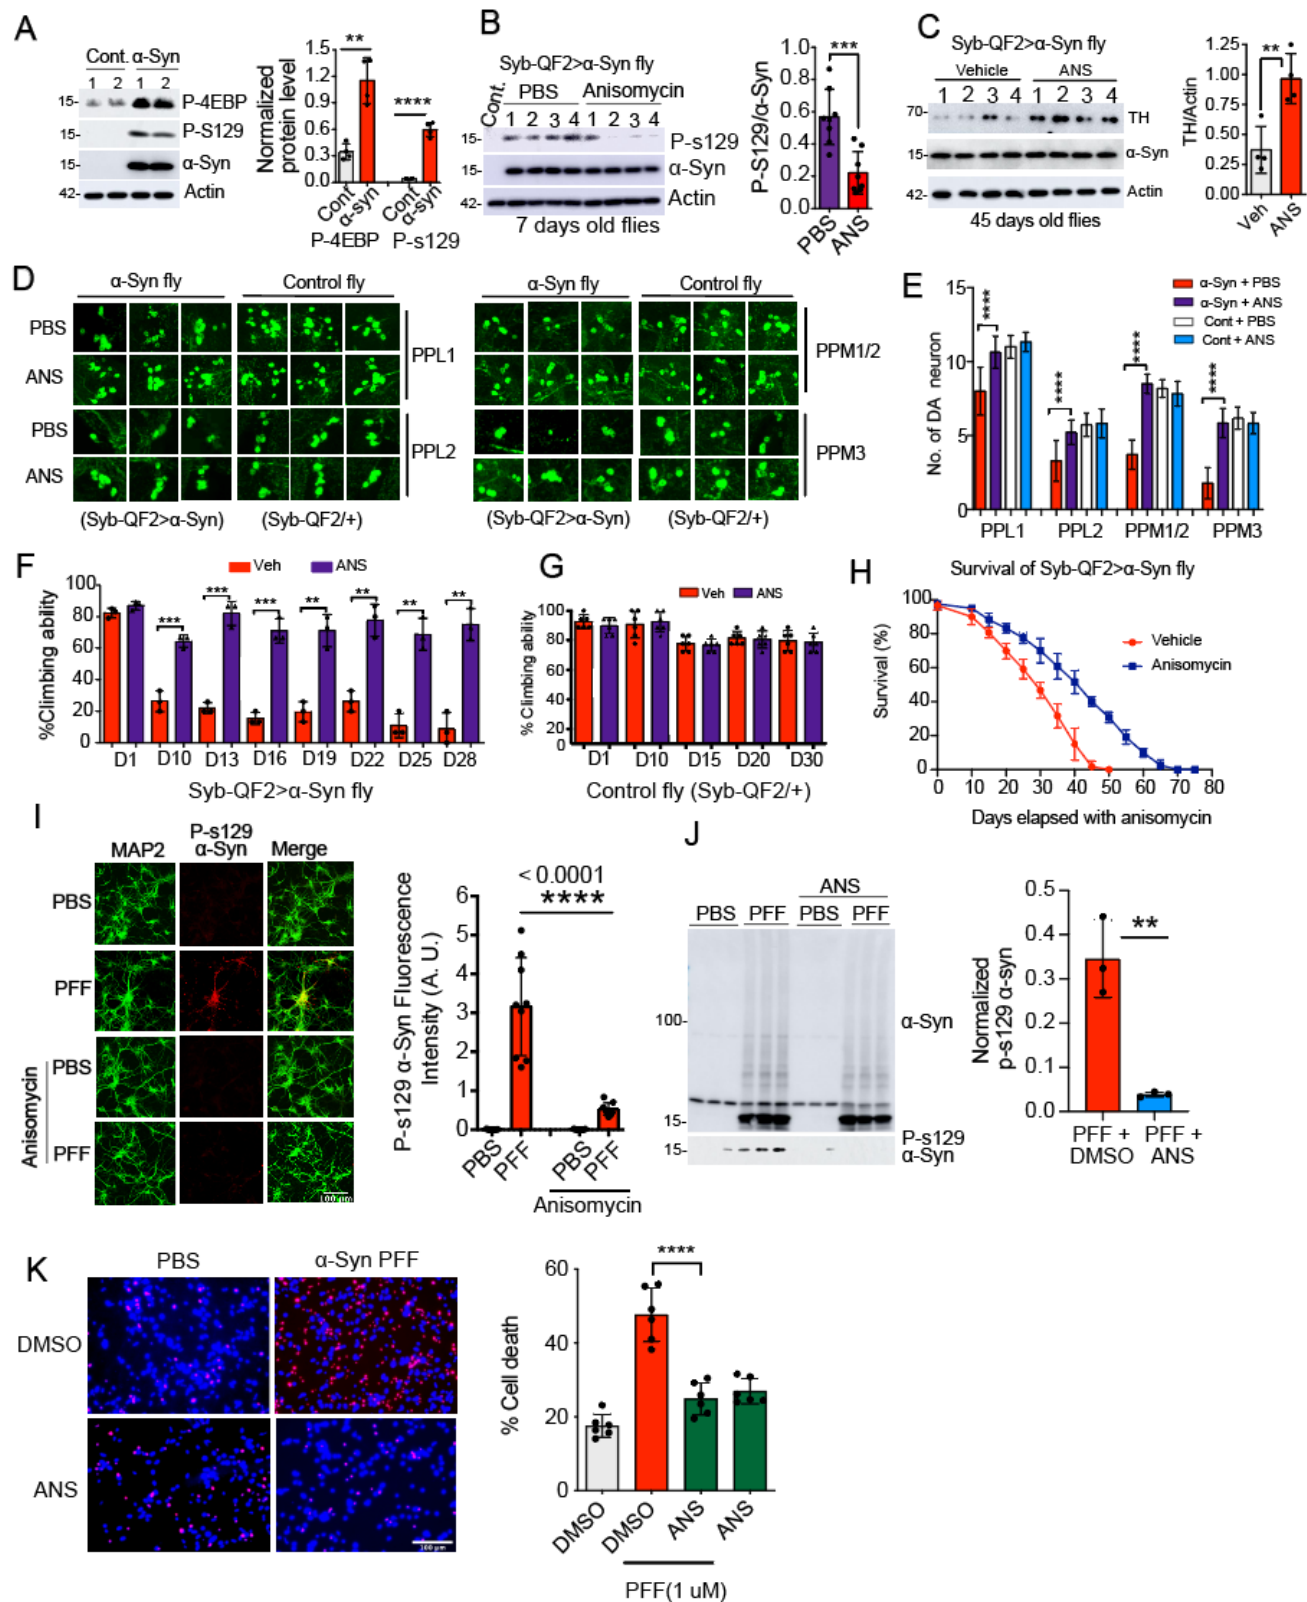 A
Cont. α-Syn
1 2 1 2
15- P-4EBP
15- P-S129
15- α-Syn
42- Actin
Normalized
protein level
1.5
1.2
0.9
0.6
0.3
0.0
**
****
Cont
α-syn
Cont
α-syn
P-4EBP P-s129
B
Syb-QF2>α-Syn fly
Cont. PBS Anisomycin
1 2 3 4 1 2 3 4
15- P-s129
15- α-Syn
42- Actin
7 days old flies
P-S129/α-Syn
1.0
0.8
0.6
0.4
0.2
0.0
***
PBS
ANS
C
Syb-QF2>α-Syn fly
Vehicle ANS
1 2 3 4 1 2 3 4
70- TH
15- α-Syn
42- Actin
45 days old flies
TH/Actin
1.25
1.00
0.75
0.50
0.25
0.00
**
Veh
ANS
D
α-Syn fly Control fly
PBS
ANS
PPL1
PBS
ANS
PPL2
(Syb-QF2>α-Syn) (Syb-QF2/+)
α-Syn fly Control fly
PPM1/2
PPM3
(Syb-QF2>α-Syn) (Syb-QF2/+)
E
No. of DA neuron
15
10
5
0
α-Syn + PBS
α-Syn + ANS
Cont + PBS
Cont + ANS
****
****
****
****
PPL1 PPL2 PPM1/2 PPM3
F
Veh ANS
%Climbing ability
100
80
60
40
20
0
*** *** *** ** ** ** **
D1 D10 D13 D16 D19 D22 D25 D28
Syb-QF2>α-Syn fly
G
Veh ANS
% Climbing ability
100
80
60
40
20
0
D1 D10 D15 D20 D30
Control fly (Syb-QF2/+)
H
Survival of Syb-QF2>α-Syn fly
Survival (%)
100
80
60
40
20
0
Vehicle
Anisomycin
0 10 20 30 40 50 60 70 80
Days elapsed with anisomycin
I
MAP2 P-s129
α-Syn Merge
PBS
PFF
Anisomycin
PBS
PFF
100 µm
P-s129 α-Syn Fluorescence
Intensity (A. U.)
6
5
4
3
2
1
0
< 0.0001
****
PBS
PFF
PBS
PFF
Anisomycin
J
ANS
PBS PFF PBS PFF
100-
α-Syn
15-
15-
P-s129
α-Syn
Normalized
p-s129 α-syn
0.5
0.4
0.3
0.2
0.1
0.0
**
PFF + PFF +
DMSO ANS
K
PBS α-Syn PFF
DMSO
ANS
100 µm
% Cell death
60
40
20
0
****
DMSO
DMSO
ANS
ANS
PFF(1 uM)